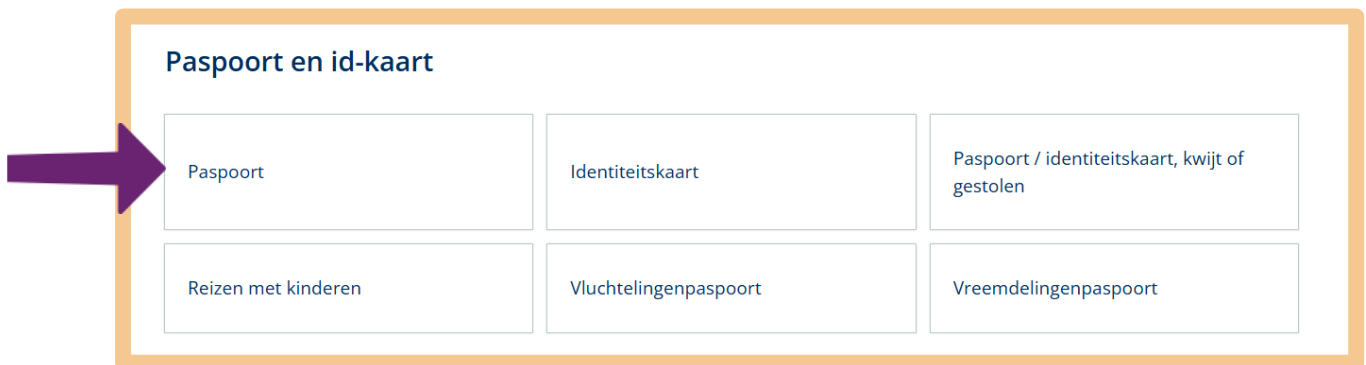 Paspoort en id-kaart
Paspoort
Identiteitskaart
Paspoort / identiteitskaart, kwijt of
gestolen
Reizen met kinderen
Vluchtelingenpaspoort
Vreemdelingenpaspoort